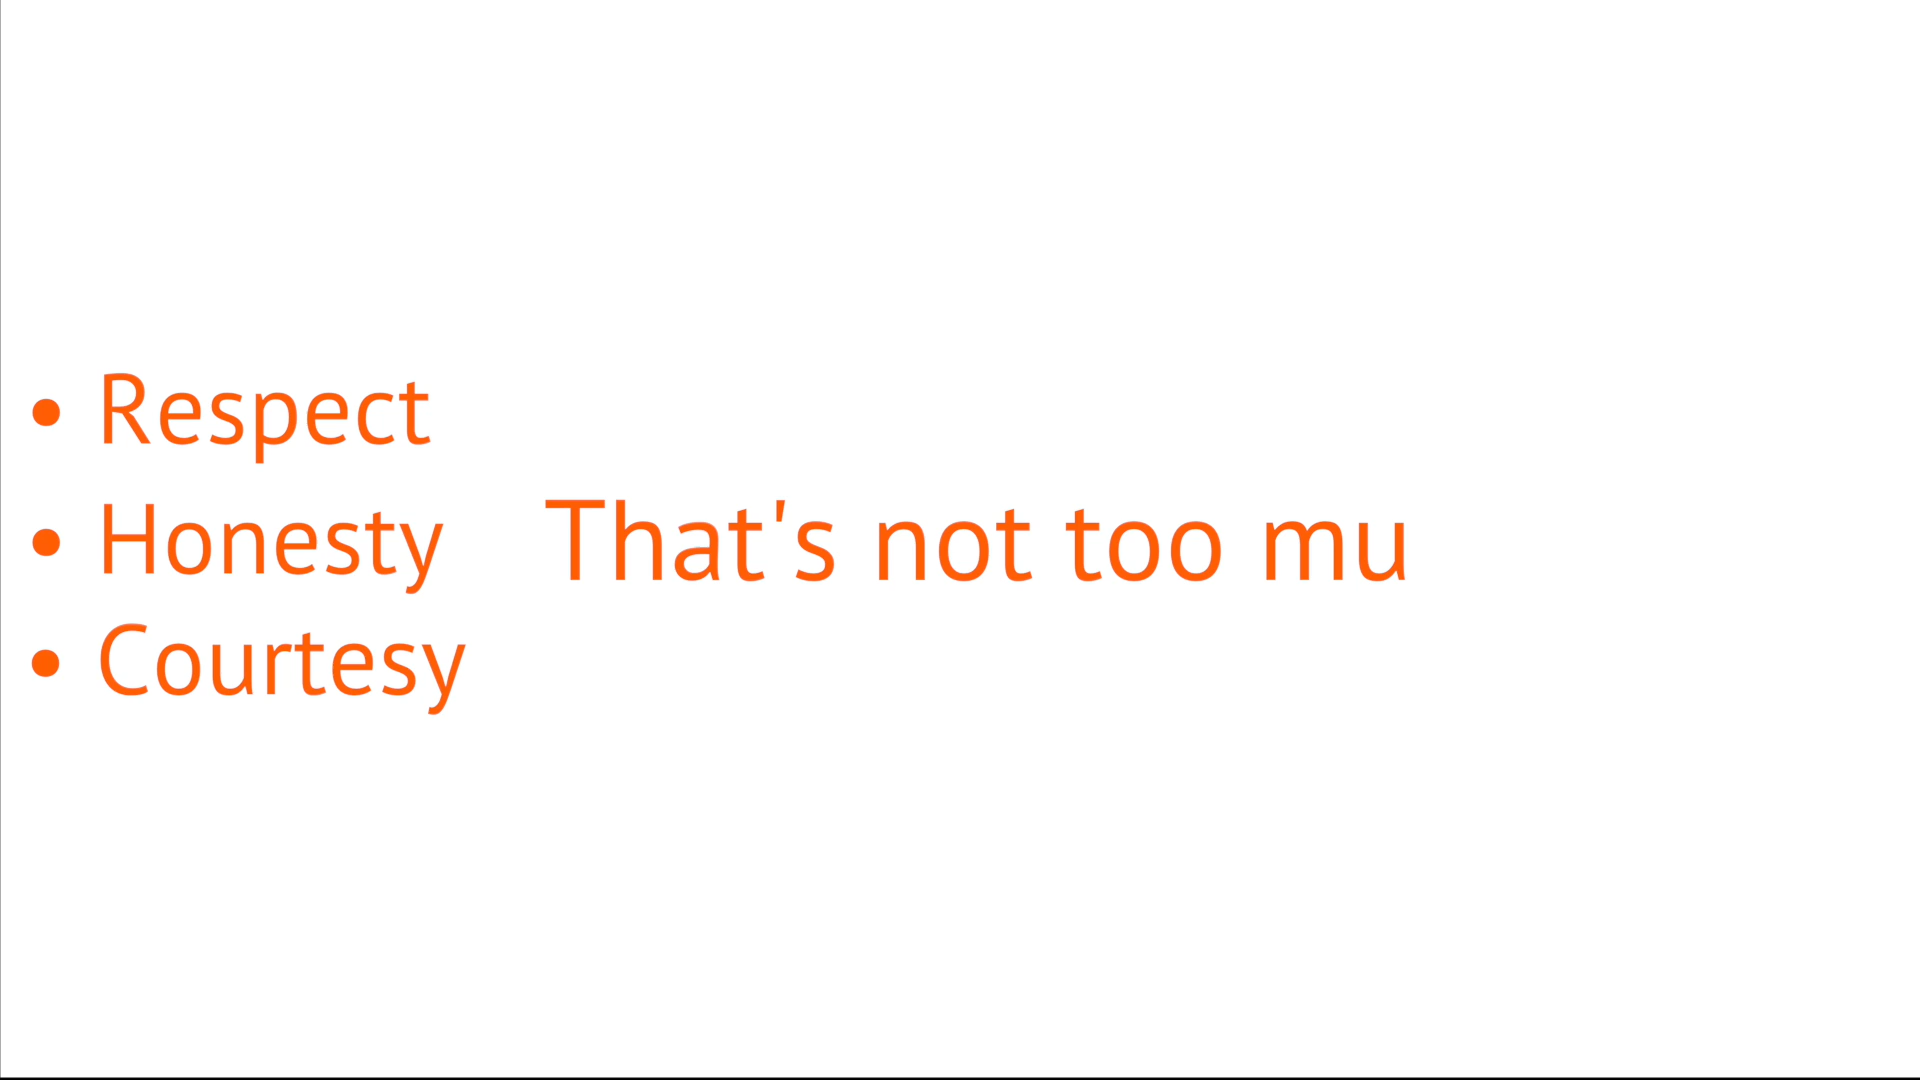 • Respect
• Honesty
• Courtesy
That's not too mu